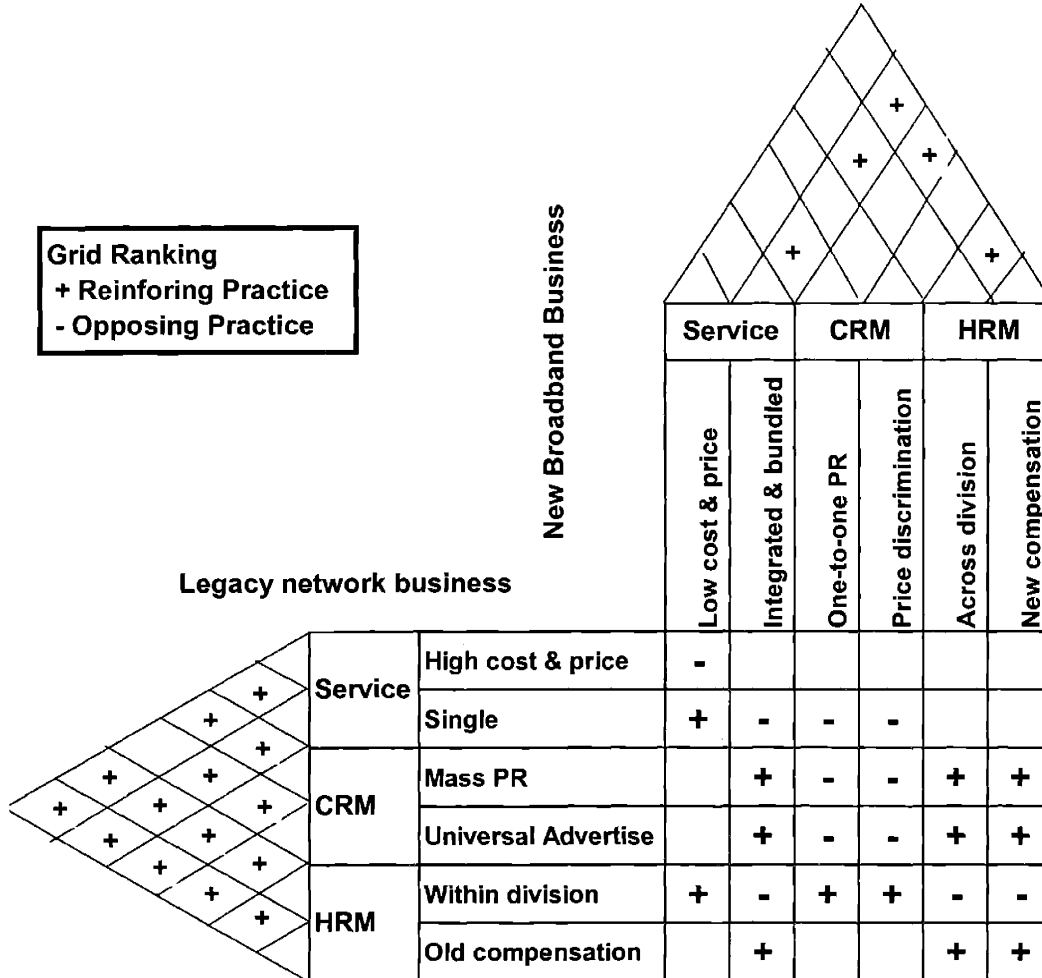 +
+
+
+
+
+
Grid Ranking
+ Reinforing Practice
- Opposing Practice
New Broadband Business
Service CRM HRM
Low cost & price
Integrated & bundled
One-to-one PR
Price discrimination
Across division
New compensation
Legacy network business
Service
High cost & price -
Single + - - -
CRM
Mass PR + - - + +
Universal Advertise + - - + +
HRM
Within division + - + + - -
Old compensation + + +
+
+
+
+ +
+ + +
+ +
+ +
+
+